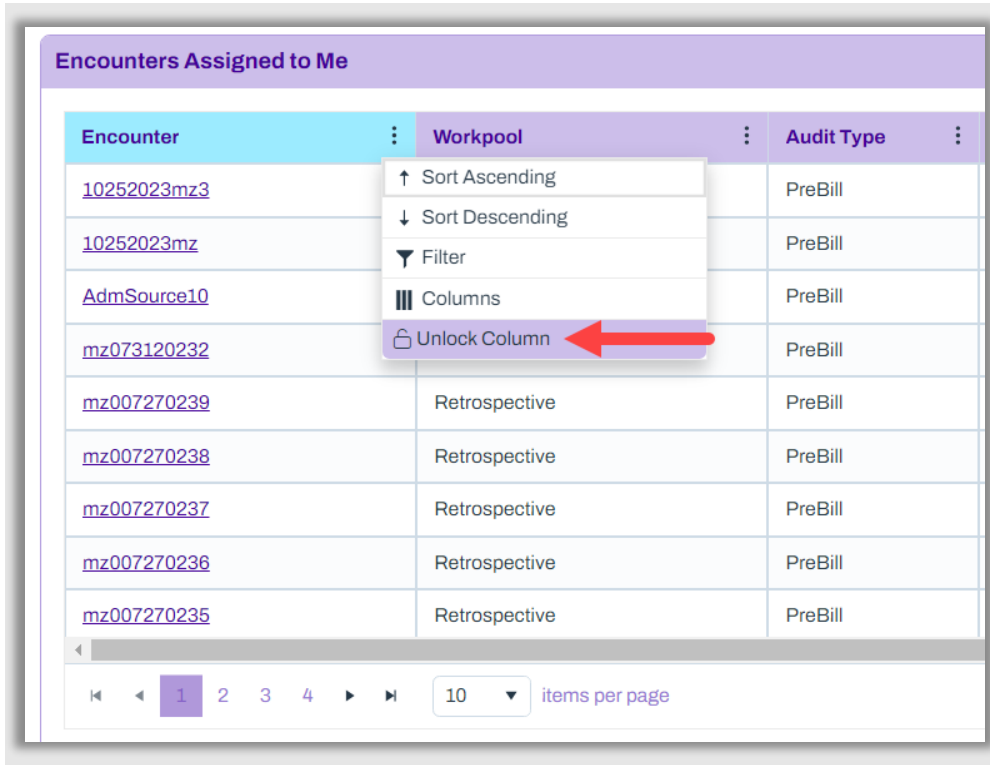 Encounters Assigned to Me
Encounter Workpool Audit Type
10252023mz3 PreBill
Sort Ascending
Sort Descending
10252023mz PreBill
Filter
AdmSource10 PreBill
Columns
Unlock Column
mz073120232 PreBill
mz007270239 Retrospective PreBill
mz007270238 Retrospective PreBill
mz007270237 Retrospective PreBill
mz007270236 Retrospective PreBill
mz007270235 Retrospective PreBill
1 2 3 4 10 items per page